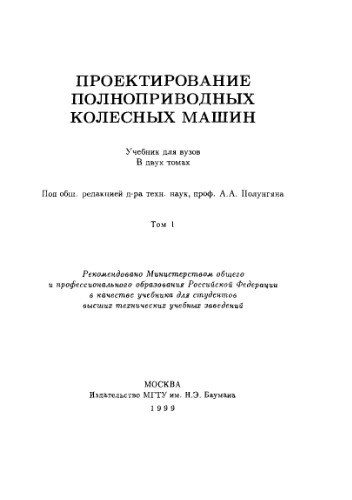 ПРОЕКТИРОВАНИЕ
ПОЛНОПРИВОДНЫХ
КОЛЕСНЫХ МАШИН
Учебник для вузов
В двух томах
Под общ. редакцией д-ра техн. наук, проф. А.А. Полунгяна
Том 1
Рекомендовано Министерством общего
и профессионального образования Российской Федерации
в качестве учебника для студентов
высших технических учебных заведений
МОСКВА
Издательство МГТУ им. Н.Э. Баумана
1999